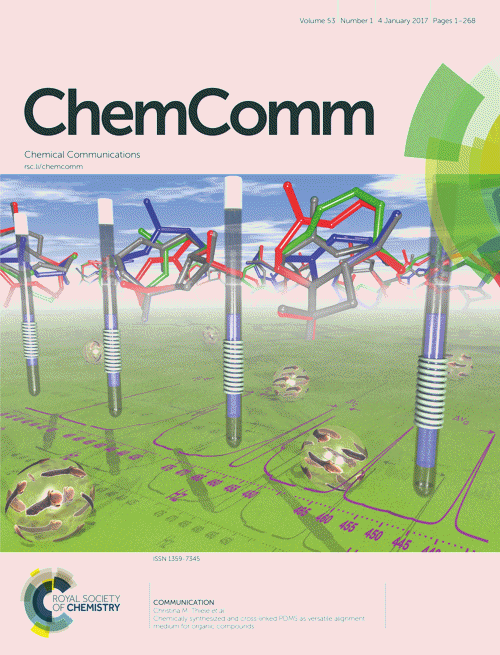 Volume 53 Number 1 4 January 2017 Pages 1–268
ChemComm
Chemical Communications
rsc.li/chemcomm
465 460 455 450 445 440
Hz
ISSN 1359-7345
ROYAL SOCIETY
OF CHEMISTRY
COMMUNICATION
Christina M. Thiele et al.
Chemically synthesized and cross-linked PDMS as versatile alignment
medium for organic compounds